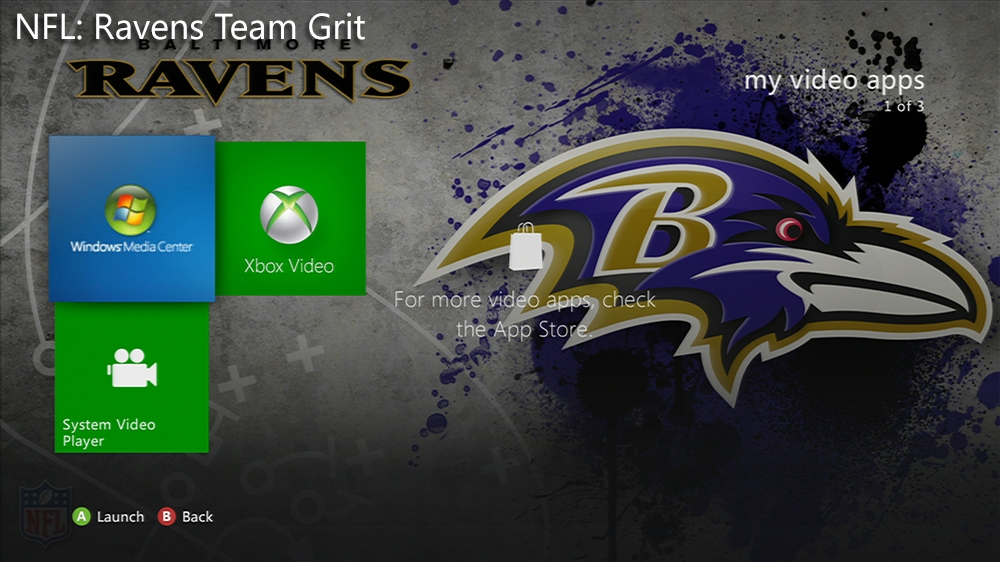 NFL: Ravens Team Grit
BALTIMORE
RAVENS
my video apps
1 of 3
Windows Media Center
Xbox Video
B
For more video apps, check
the App Store.
System Video
Player
NFL
A Launch B Back